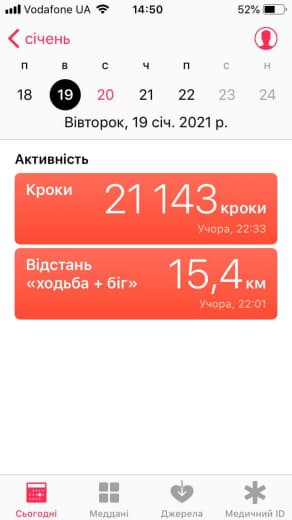 Vodafone UA 14:50 52%
січень
п в с ч п с н
18 19 20 21 22 23 24
Вівторок, 19 січ. 2021 р.
Активність
Кроки 21 143 кроки
Учора, 22:33
Відстань
«ходьба + біг» 15,4 км
Учора, 22:01
Сьогодні Меддані Джерела Медичний ID